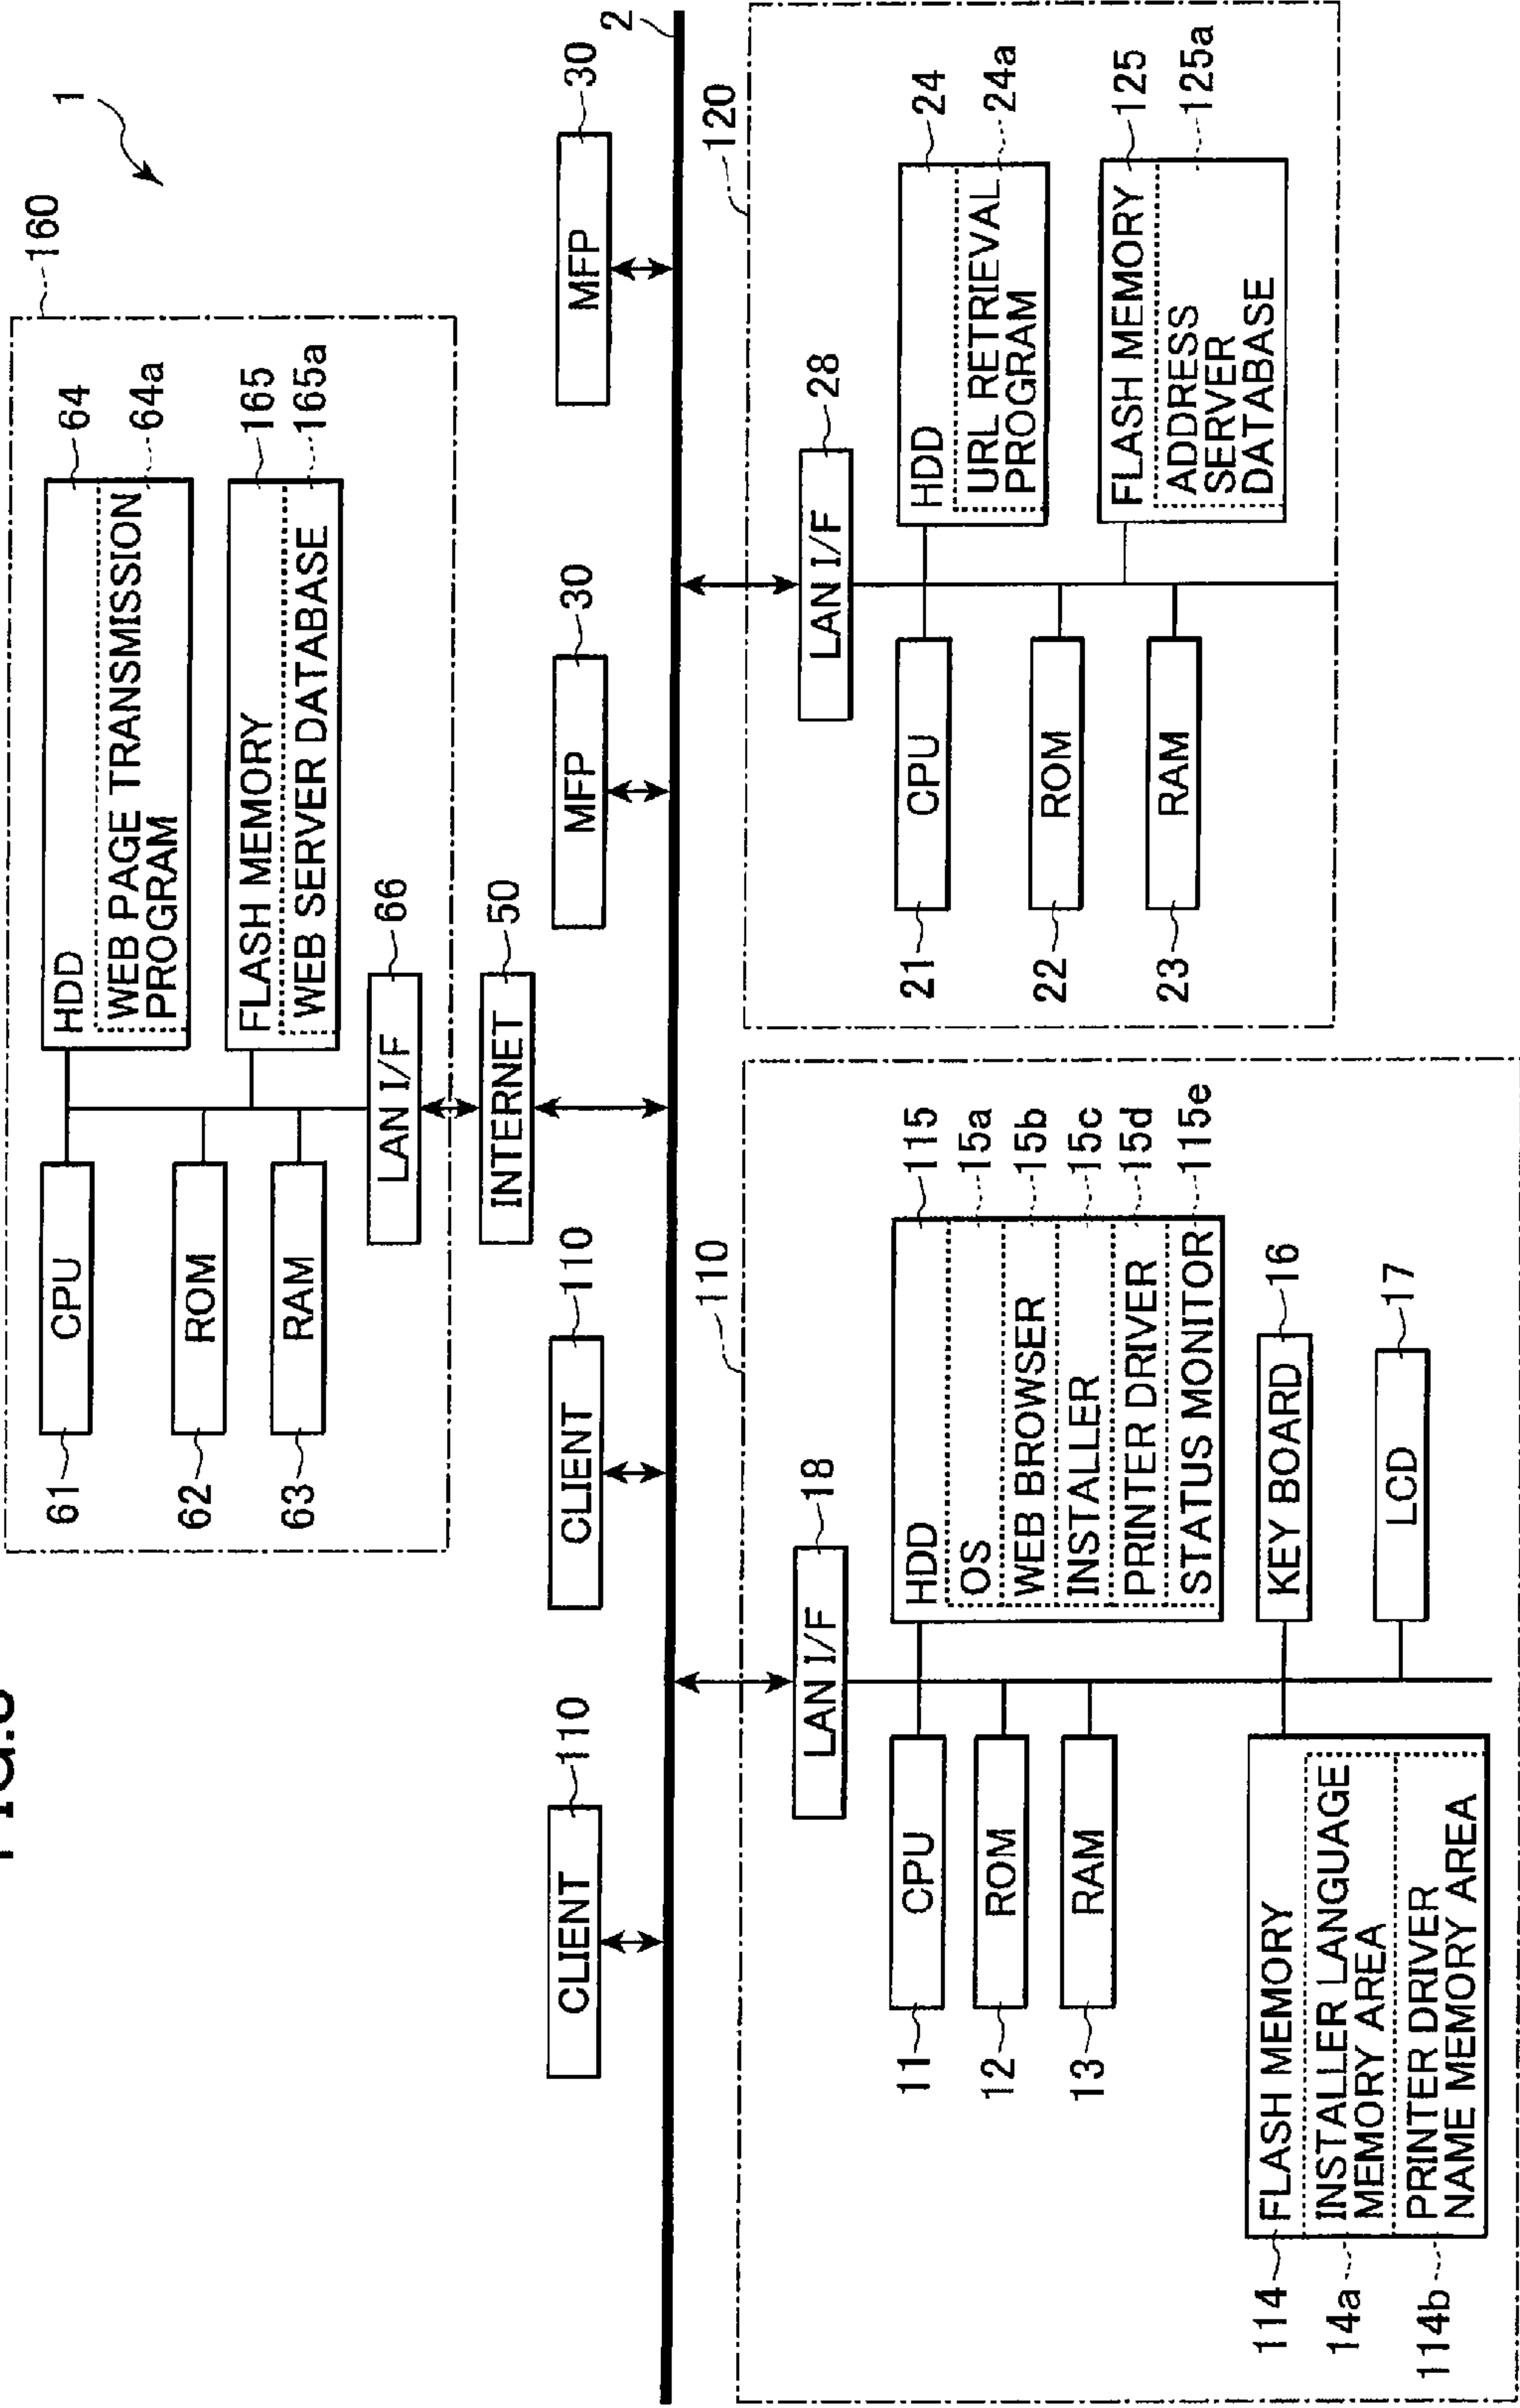 1
160
61
CPU
HDD
64
WEB PAGE TRANSMISSION
PROGRAM
64a
62
ROM
63
RAM
FLASH MEMORY
165
WEB SERVER DATABASE
165a
LAN I/F
66
INTERNET
50
CLIENT
110
CLIENT
110
MFP
30
MFP
30
2
110
LAN I/F
18
11
CPU
12
ROM
13
RAM
HDD
115
OS
15a
WEB BROWSER
15b
INSTALLER
15c
PRINTER DRIVER
15d
STATUS MONITOR
115e
114
FLASH MEMORY
14a
INSTALLER LANGUAGE
MEMORY AREA
114b
PRINTER DRIVER
NAME MEMORY AREA
KEY BOARD
16
LCD
17
120
LAN I/F
28
21
CPU
22
ROM
23
RAM
HDD
24
URL RETRIEVAL
PROGRAM
24a
FLASH MEMORY
125
ADDRESS
SERVER
DATABASE
125a